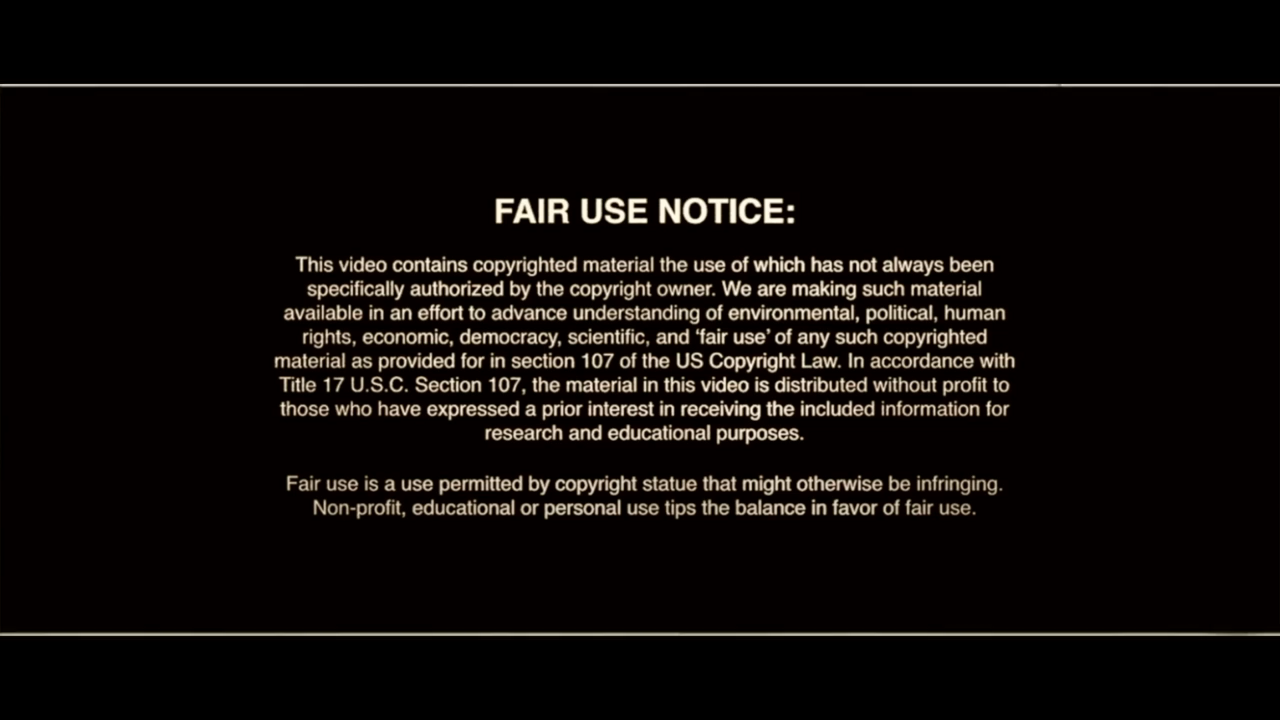 FAIR USE NOTICE:
This video contains copyrighted material the use of which has not always been
specifically authorized by the copyright owner. We are making such material
available in an effort to advance understanding of environmental, political, human
rights, economic, democracy, scientific, and ‘fair use’ of any such copyrighted
material as provided for in section 107 of the US Copyright Law. In accordance with
Title 17 U.S.C. Section 107, the material in this video is distributed without profit to
those who have expressed a prior interest in receiving the included information for
research and educational purposes.
Fair use is a use permitted by copyright statue that might otherwise be infringing.
Non-profit, educational or personal use tips the balance in favor of fair use.